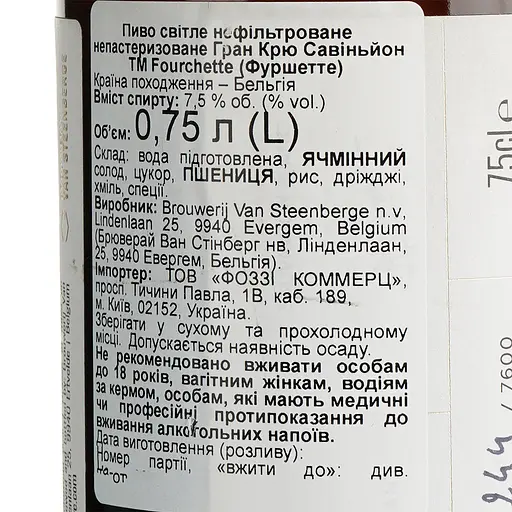 Пиво світле нефільтроване
непастеризоване Гран Крю Савіньйон
ТМ Fourchette (Фуршетте)
Країна походження – Бельгія
Вміст спирту: 7,5 % об. (% vol.)
Об'єм: 0,75 л (L)
Склад: вода підготовлена, ЯЧМІННИЙ
солод, цукор, ПШЕНИЦЯ, рис, дріжджі,
хміль, спеції.
Виробник: Brouwerij Van Steenberge n.v,
Lindenlaan 25, 9940 Evergem, Belgium
(Брюверай Ван Стінберг нв, Лінденлаан,
25, 9940 Евергем, Бельгія).
Імпортер: ТОВ «ФОЗЗІ КОММЕРЦ»,
просп. Тичини Павла, 1В, каб. 189,
м. Київ, 02152, Україна.
Зберігати у сухому та прохолодному
місці. Допускається наявність осаду.
Не рекомендовано вживати особам
до 18 років, вагітним жінкам, водіям
за кермом, особам, які мають медичні
чи професійні протипоказання до
вживання алкогольних напоїв.
Дата виготовлення (розливу):
Номер партії, «вжити до»: див.
75cl e
/ 7600
VAN STEENBERGE